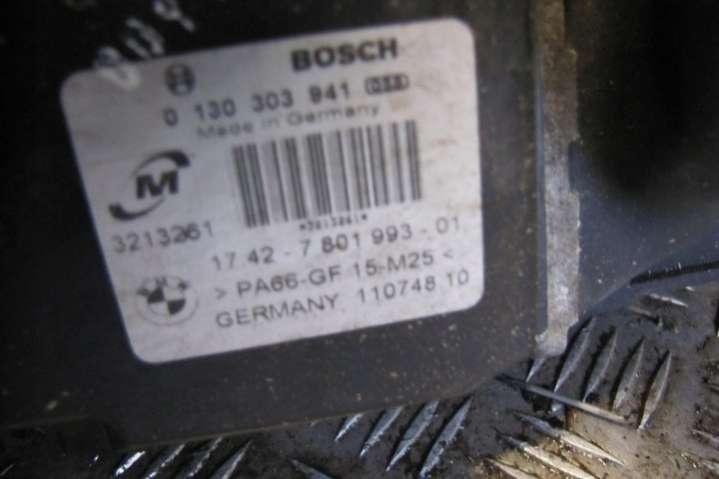 BOSCH
0 130 303 941
Made in Germany
M
3213261
*3213261*
17 42 - 7 801 993 - 01
> PA66-GF 15-M25 <
GERMANY 110748 10